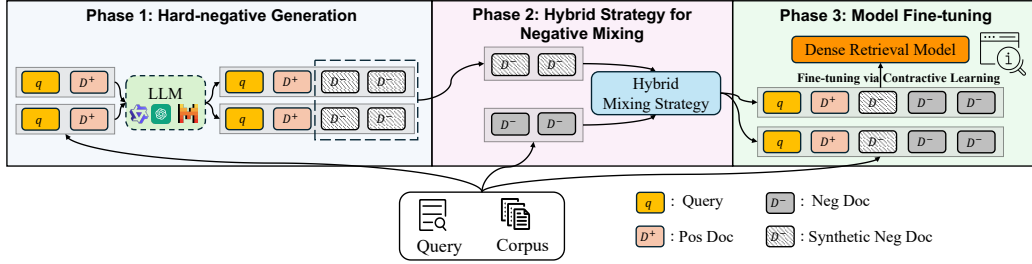 Phase 1: Hard-negative Generation
q D⁺
q D⁺
LLM
q D⁺ D⁻ D⁻
q D⁺ D⁻ D⁻
Phase 2: Hybrid Strategy for
Negative Mixing
D⁻ D⁻
D⁻ D⁻
Hybrid
Mixing Strategy
Phase 3: Model Fine-tuning
Dense Retrieval Model
Fine-tuning via Contractive Learning
q D⁺ D⁻ D⁻ D⁻
q D⁺ D⁻ D⁻ D⁻
Query Corpus
q : Query
D⁻ : Neg Doc
D⁺ : Pos Doc
D⁻ : Synthetic Neg Doc